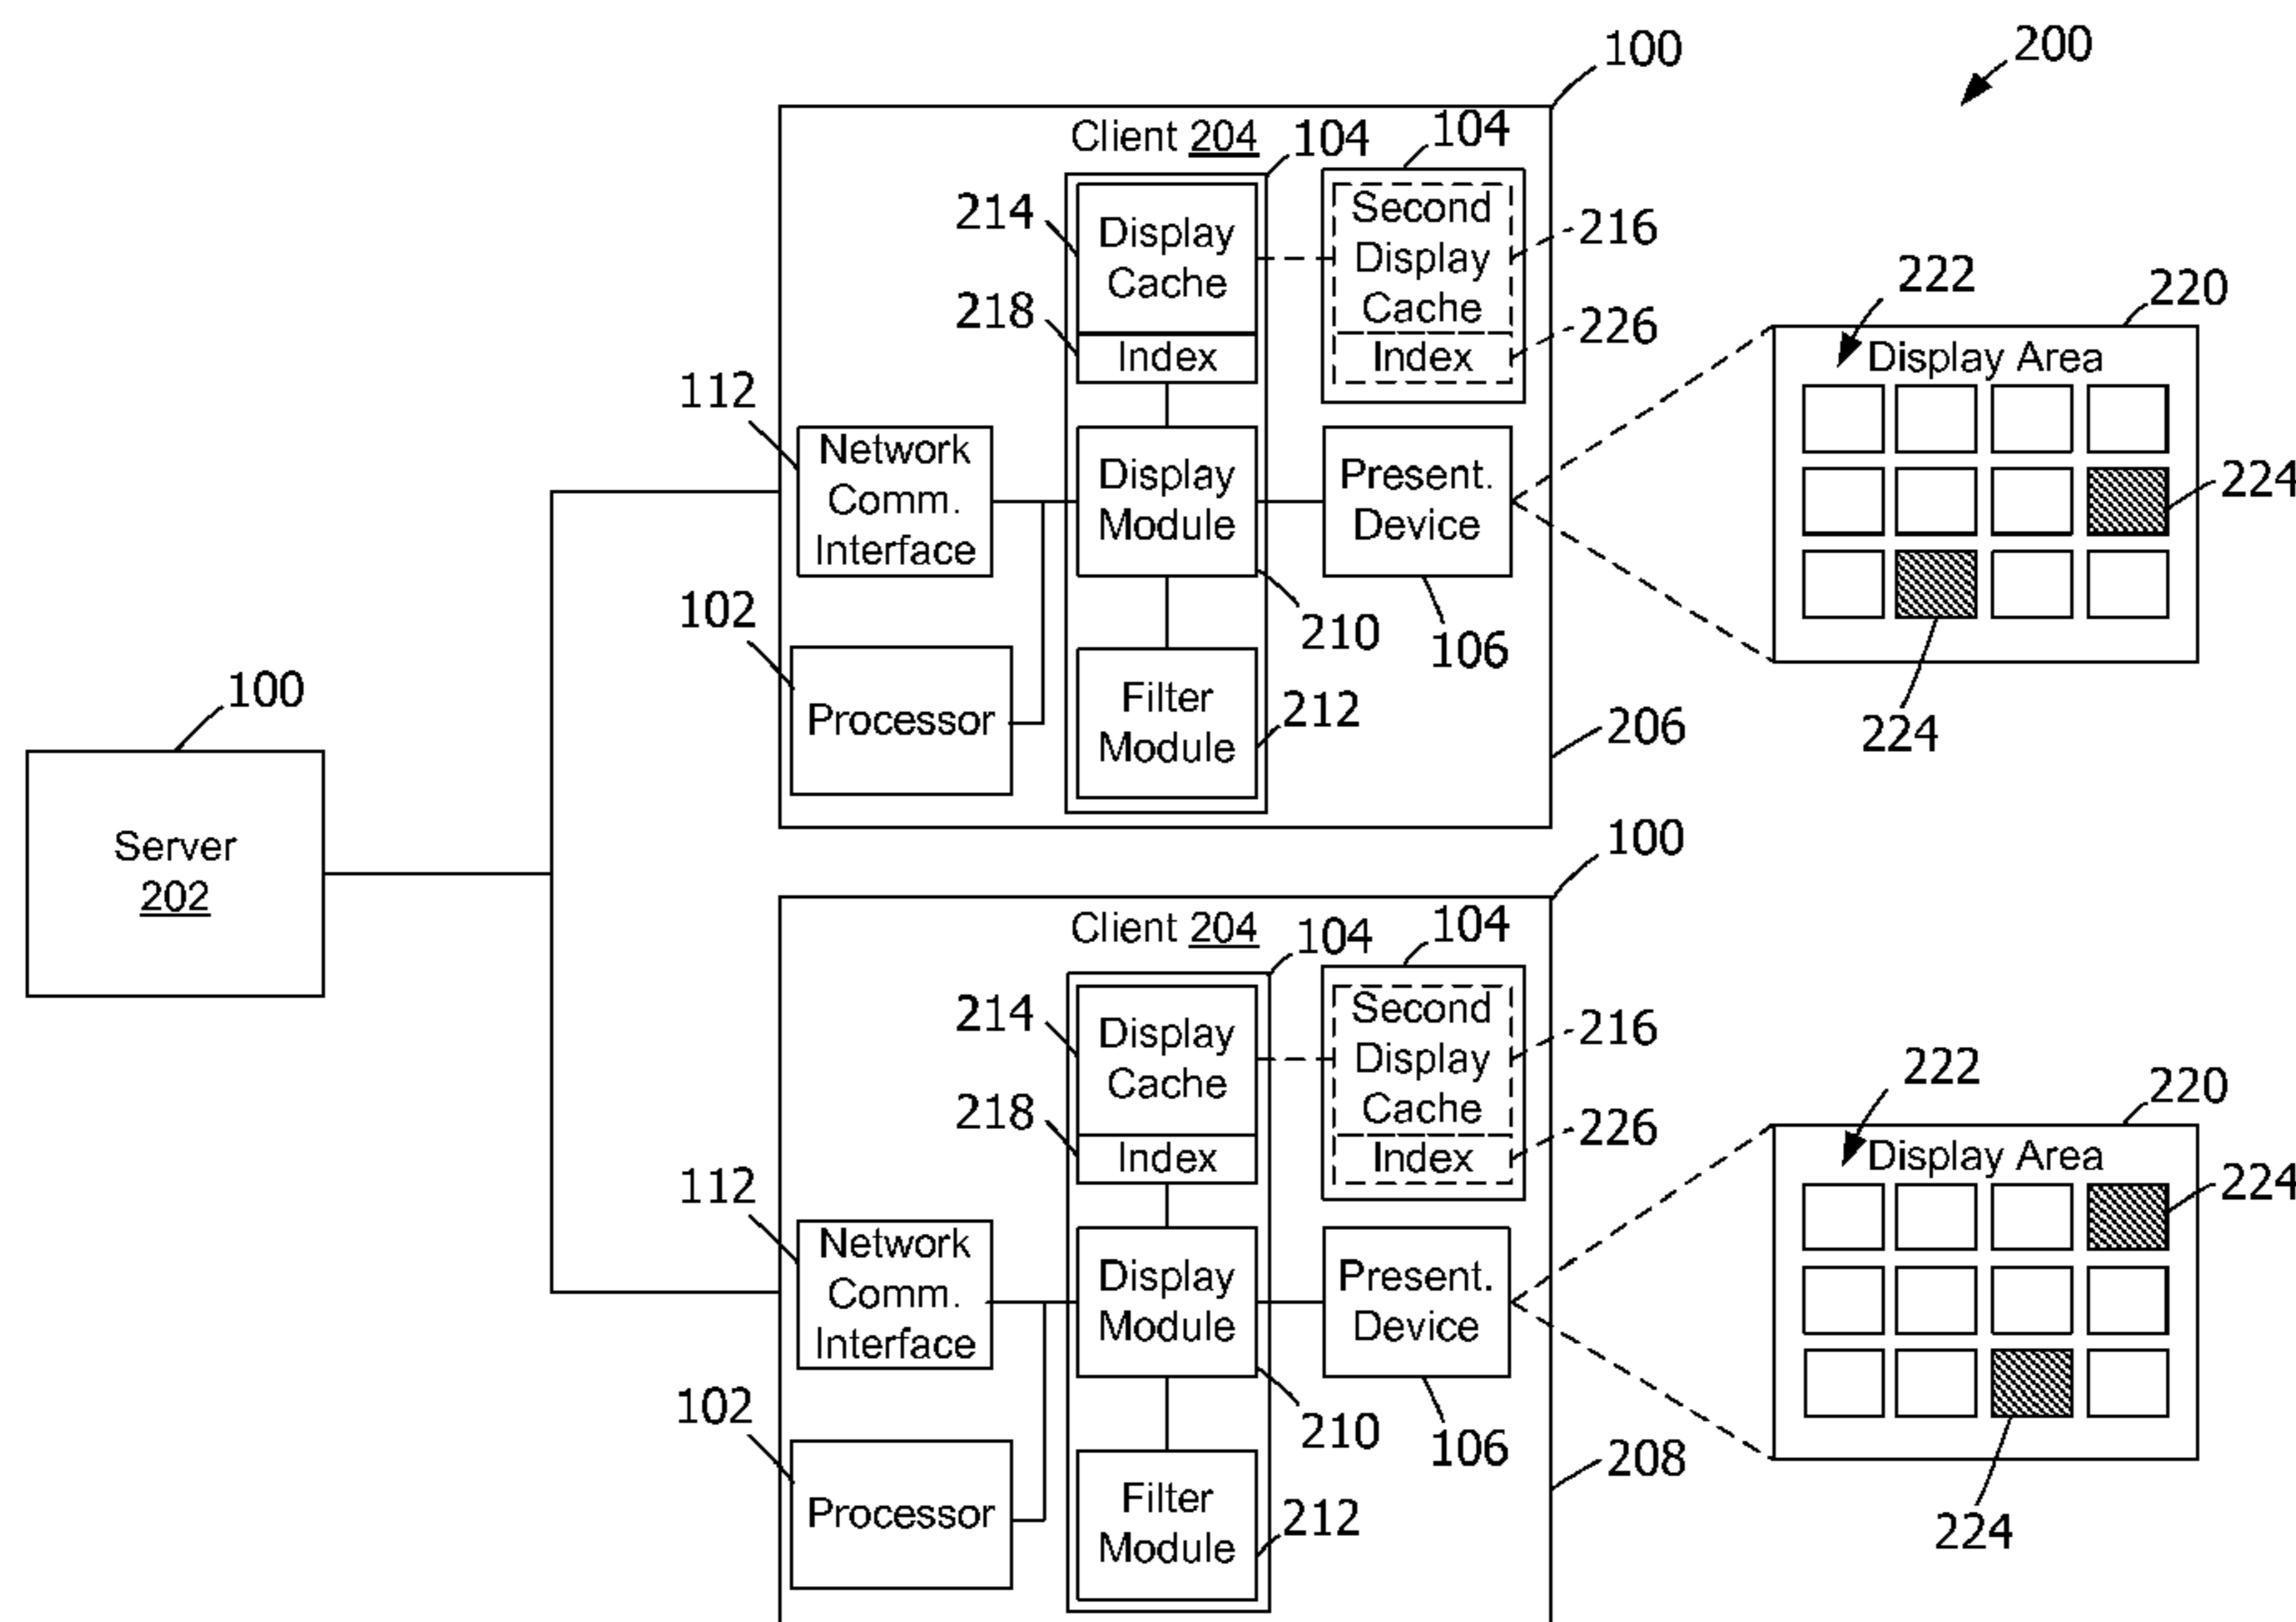 200
100
Client 204
104
104
214
Display
Cache
Second
Display
Cache
216
218
Index
Index
226
222
220
Display Area
112
Network
Comm.
Interface
Display
Module
Present.
Device
224
210
106
102
Processor
Filter
Module
212
224
206
100
Server
202
100
Client 204
104
104
214
Display
Cache
Second
Display
Cache
216
218
Index
Index
226
222
220
Display Area
112
Network
Comm.
Interface
Display
Module
Present.
Device
224
210
106
102
Processor
Filter
Module
212
208
224